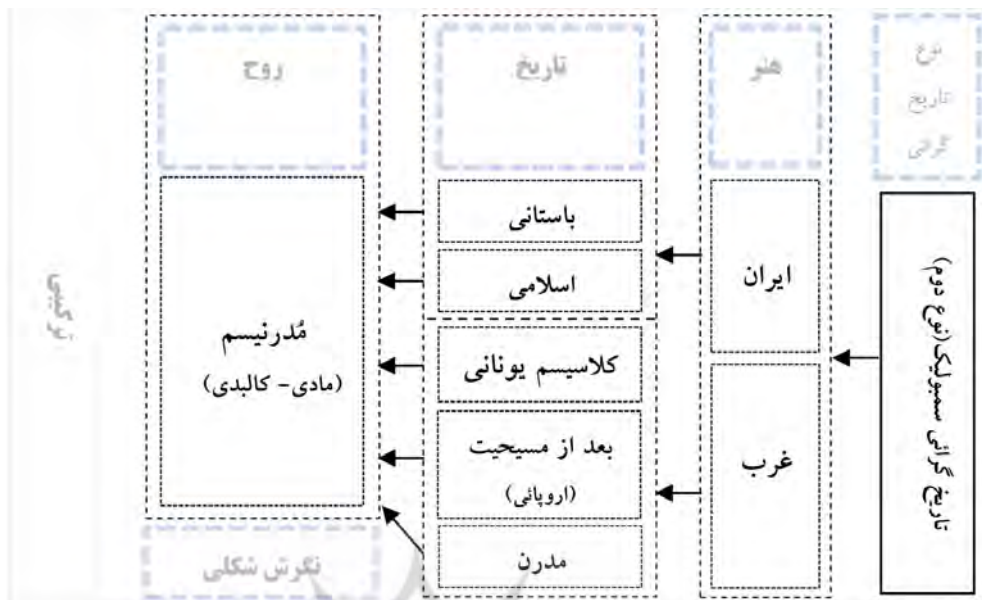 نوع
تاریخ
گرائی
هنر
تاریخ
روح
تاریخ گرائی سمبولیک(نوع دوم)
ایران
غرب
باستانی
اسلامی
کلاسیسم یونانی
بعد از مسیحیت
(اروپائی)
مدرن
مُدرنیسم
(مادی- کالبدی)
نگرش شکلی
ترکیبی